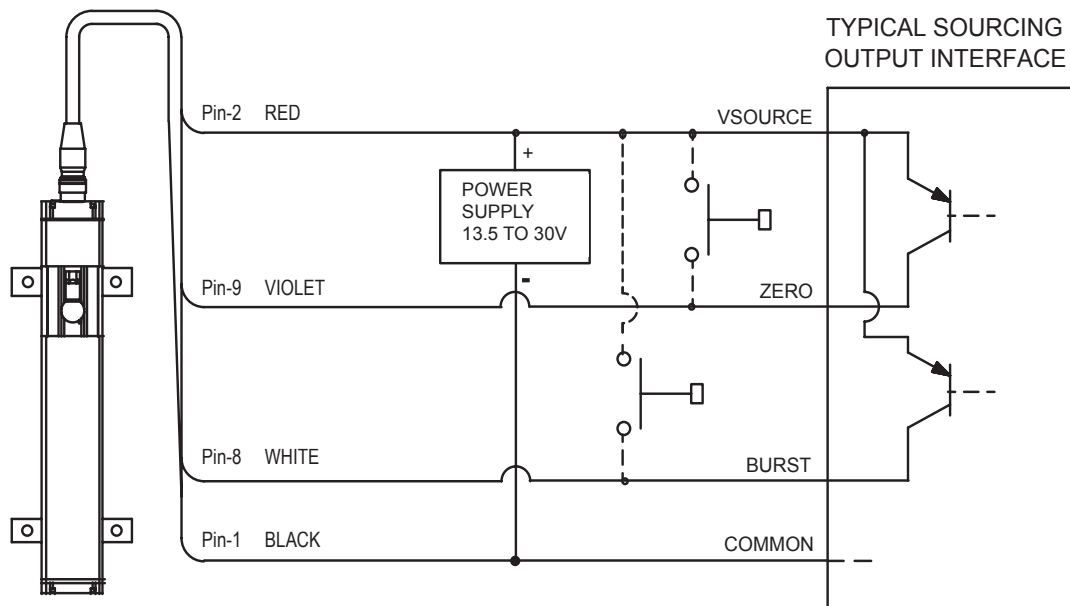 TYPICAL SOURCING
OUTPUT INTERFACE
Pin-2 RED
VSOURCE
+
POWER
SUPPLY
13.5 TO 30V
-
Pin-9 VIOLET
ZERO
Pin-8 WHITE
BURST
Pin-1 BLACK
COMMON